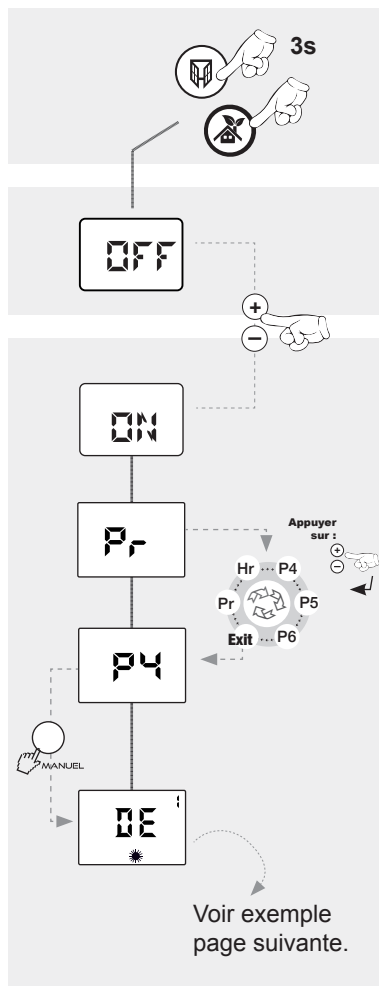 3s
OFF
+
−
ON
Pr
Appuyer
sur :
+
−
Hr ... P4
Pr
P5
Exit ... P6
P4
MANUEL
DE 1
Voir exemple
page suivante.